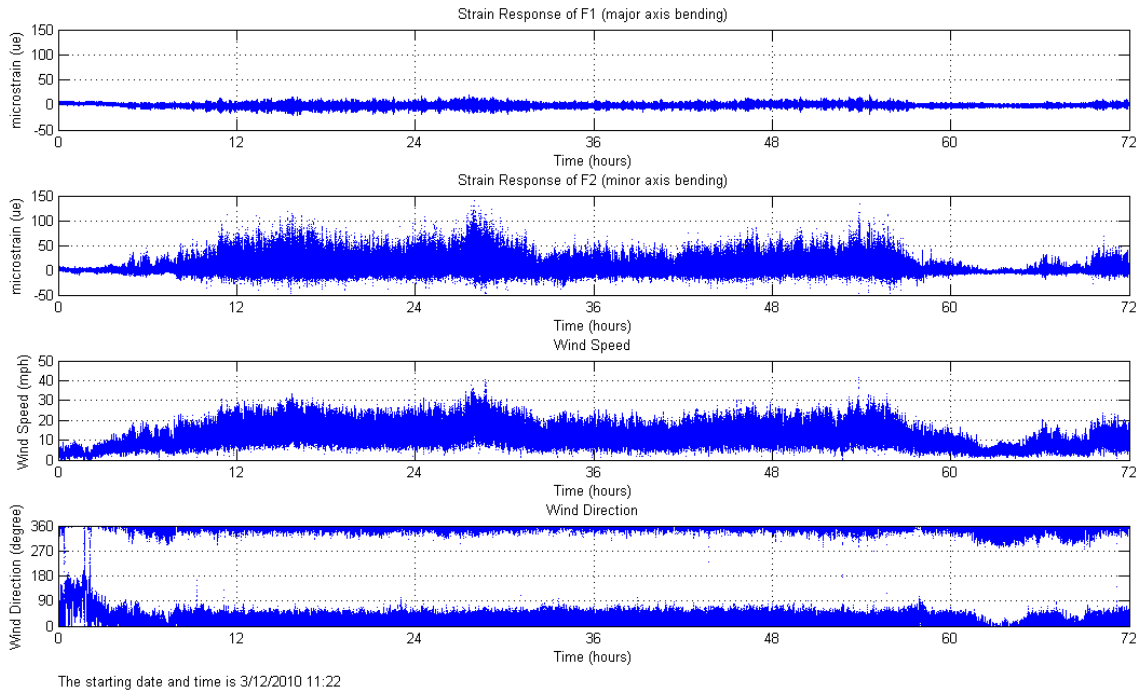 Strain Response of F1 (major axis bending)
microstrain (ue)
150
100
50
0
-50
0 12 24 36 48 60 72
Time (hours)
Strain Response of F2 (minor axis bending)
microstrain (ue)
150
100
50
0
-50
0 12 24 36 48 60 72
Time (hours)
Wind Speed
Wind Speed (mph)
50
40
30
20
10
0
0 12 24 36 48 60 72
Time (hours)
Wind Direction
Wind Direction (degree)
360
270
180
90
0
0 12 24 36 48 60 72
Time (hours)
The starting date and time is 3/12/2010 11:22